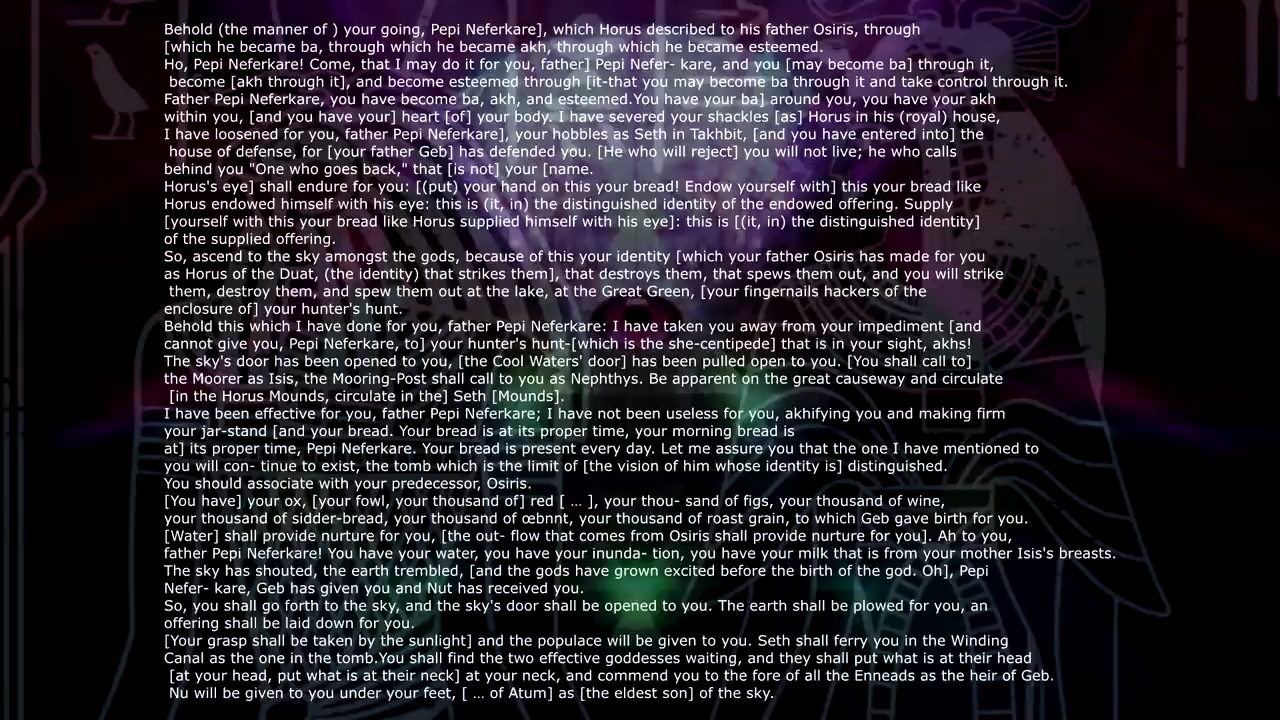 Behold (the manner of ) your going, Pepi Neferkare], which Horus described to his father Osiris, through
[which he became ba, through which he became akh, through which he became esteemed.
Ho, Pepi Neferkare! Come, that I may do it for you, father] Pepi Nefer- kare, and you [may become ba] through it,
become [akh through it], and become esteemed through [it-that you may become ba through it and take control through it.
Father Pepi Neferkare, you have become ba, akh, and esteemed.You have your ba] around you, you have your akh
within you, [and you have your] heart [of] your body. I have severed your shackles [as] Horus in his (royal) house,
I have loosened for you, father Pepi Neferkare], your hobbles as Seth in Takhbit, [and you have entered into] the
house of defense, for [your father Geb] has defended you. [He who will reject] you will not live; he who calls
behind you "One who goes back," that [is not] your [name.
Horus's eye] shall endure for you: [(put) your hand on this your bread! Endow yourself with] this your bread like
Horus endowed himself with his eye: this is (it, in) the distinguished identity of the endowed offering. Supply
[yourself with this your bread like Horus supplied himself with his eye]: this is [(it, in) the distinguished identity]
of the supplied offering.
So, ascend to the sky amongst the gods, because of this your identity [which your father Osiris has made for you
as Horus of the Duat, (the identity) that strikes them], that destroys them, that spews them out, and you will strike
them, destroy them, and spew them out at the lake, at the Great Green, [your fingernails hackers of the
enclosure of] your hunter's hunt.
Behold this which I have done for you, father Pepi Neferkare: I have taken you away from your impediment [and
cannot give you, Pepi Neferkare, to] your hunter's hunt-[which is the she-centipede] that is in your sight, akhs!
The sky's door has been opened to you, [the Cool Waters' door] has been pulled open to you. [You shall call to]
the Moorer as Isis, the Mooring-Post shall call to you as Nephthys. Be apparent on the great causeway and circulate
[in the Horus Mounds, circulate in the] Seth [Mounds].
I have been effective for you, father Pepi Neferkare; I have not been useless for you, akhifying you and making firm
your jar-stand [and your bread. Your bread is at its proper time, your morning bread is
at] its proper time, Pepi Neferkare. Your bread is present every day. Let me assure you that the one I have mentioned to
you will con- tinue to exist, the tomb which is the limit of [the vision of him whose identity is] distinguished.
You should associate with your predecessor, Osiris.
[You have] your ox, [your fowl, your thousand of] red [ … ], your thou- sand of figs, your thousand of wine,
your thousand of sidder-bread, your thousand of œbnnt, your thousand of roast grain, to which Geb gave birth for you.
[Water] shall provide nurture for you, [the out- flow that comes from Osiris shall provide nurture for you]. Ah to you,
father Pepi Neferkare! You have your water, you have your inunda- tion, you have your milk that is from your mother Isis's breasts.
The sky has shouted, the earth trembled, [and the gods have grown excited before the birth of the god. Oh], Pepi
Nefer- kare, Geb has given you and Nut has received you.
So, you shall go forth to the sky, and the sky's door shall be opened to you. The earth shall be plowed for you, an
offering shall be laid down for you.
[Your grasp shall be taken by the sunlight] and the populace will be given to you. Seth shall ferry you in the Winding
Canal as the one in the tomb.You shall find the two effective goddesses waiting, and they shall put what is at their head
[at your head, put what is at their neck] at your neck, and commend you to the fore of all the Enneads as the heir of Geb.
Nu will be given to you under your feet, [ … of Atum] as [the eldest son] of the sky.